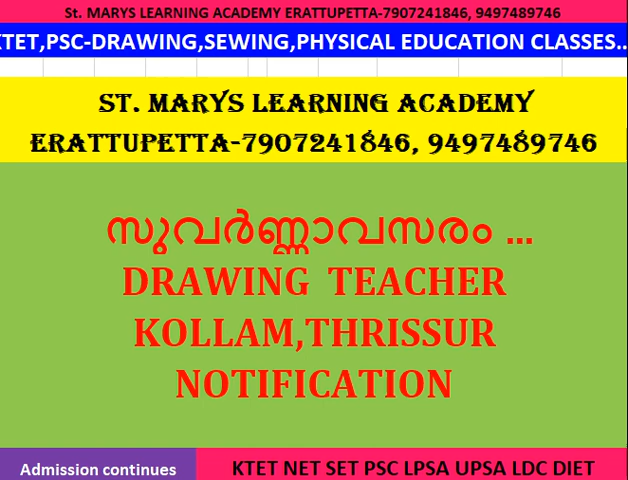 St. MARYS LEARNING ACADEMY ERATTUPETTA-7907241846, 9497489746
KTET,PSC-DRAWING,SEWING,PHYSICAL EDUCATION CLASSES..
ST. MARYS LEARNING ACADEMY
ERATTUPETTA-7907241846, 9497489746
സുവർണ്ണാവസരം ...
DRAWING TEACHER
KOLLAM,THRISSUR
NOTIFICATION
Admission continues
KTET NET SET PSC LPSA UPSA LDC DIET